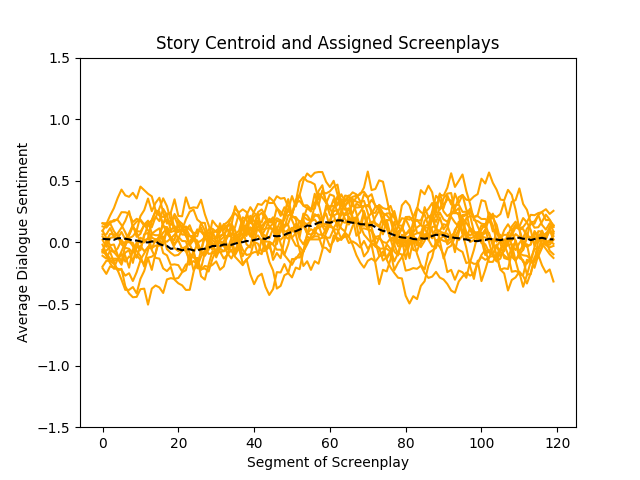 Story Centroid and Assigned Screenplays
1.5
1.0
0.5
0.0
−0.5
−1.0
−1.5
Average Dialogue Sentiment
0 20 40 60 80 100 120
Segment of Screenplay